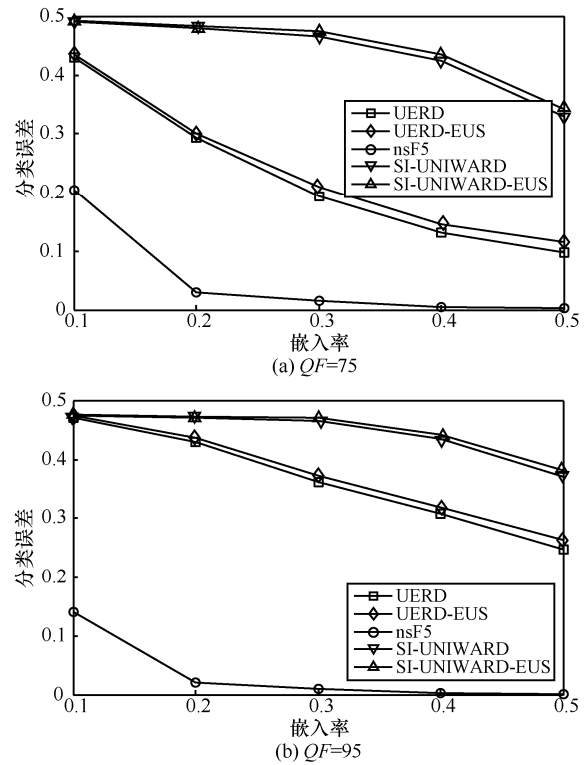 0.5
0.4
0.3
0.2
0.1
0
分类误差
UERD
UERD-EUS
nsF5
SI-UNIWARD
SI-UNIWARD-EUS
0.1 0.2 0.3 0.4 0.5
嵌入率
(a) QF=75
0.5
0.4
0.3
0.2
0.1
0
分类误差
UERD
UERD-EUS
nsF5
SI-UNIWARD
SI-UNIWARD-EUS
0.1 0.2 0.3 0.4 0.5
嵌入率
(b) QF=95